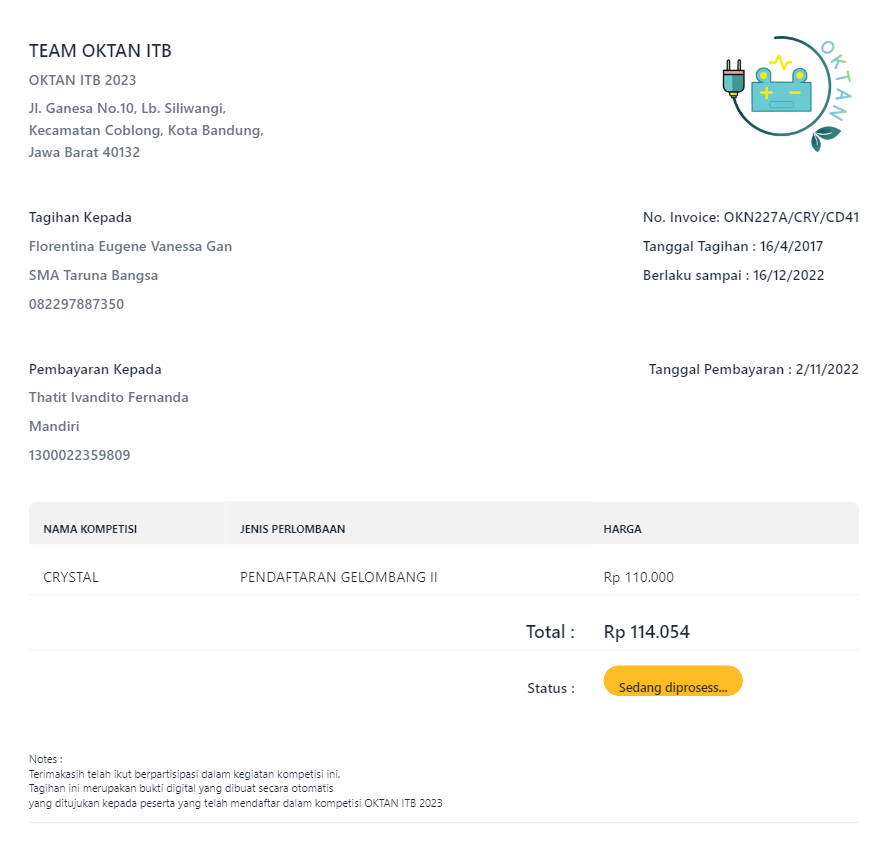 TEAM OKTAN ITB
OKTAN ITB 2023
Jl. Ganesa No.10, Lb. Siliwangi,
Kecamatan Coblong, Kota Bandung,
Jawa Barat 40132
OKTAN
Tagihan Kepada
Florentina Eugene Vanessa Gan
SMA Taruna Bangsa
082297887350
No. Invoice: OKN227A/CRY/CD41
Tanggal Tagihan : 16/4/2017
Berlaku sampai : 16/12/2022
Pembayaran Kepada
Thatit Ivandito Fernanda
Mandiri
1300022359809
Tanggal Pembayaran : 2/11/2022
NAMA KOMPETISI JENIS PERLOMBAAN HARGA
CRYSTAL PENDAFTARAN GELOMBANG II Rp 110.000
Total : Rp 114.054
Status : Sedang diprosess...
Notes :
Terimakasih telah ikut berpartisipasi dalam kegiatan kompetisi ini.
Tagihan ini merupakan bukti digital yang dibuat secara otomatis
yang ditujukan kepada peserta yang telah mendaftar dalam kompetisi OKTAN ITB 2023